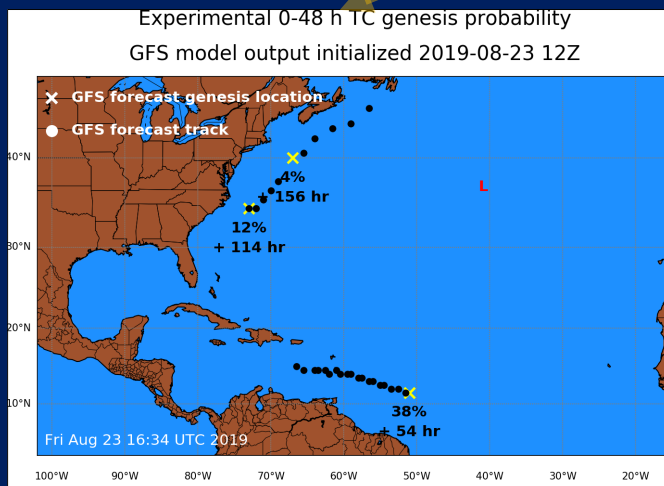 Experimental 0-48 h TC genesis probability
GFS model output initialized 2019-08-23 12Z
GFS forecast genesis location
GFS forecast track
40°N
4%
+ 156 hr
L
12%
30°N
+ 114 hr
20°N
10°N
38%
+ 54 hr
Fri Aug 23 16:34 UTC 2019
100°W 90°W 80°W 70°W 60°W 50°W 40°W 30°W 20°W